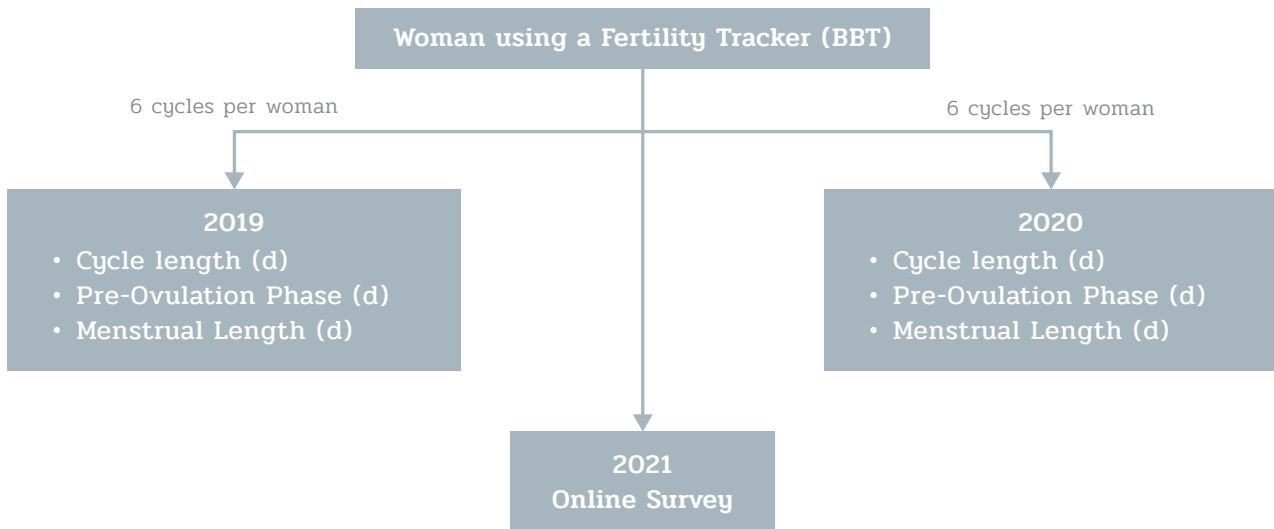 Woman using a Fertility Tracker (BBT)
6 cycles per woman
6 cycles per woman
2019
• Cycle length (d)
• Pre-Ovulation Phase (d)
• Menstrual Length (d)
2020
• Cycle length (d)
• Pre-Ovulation Phase (d)
• Menstrual Length (d)
2021
Online Survey